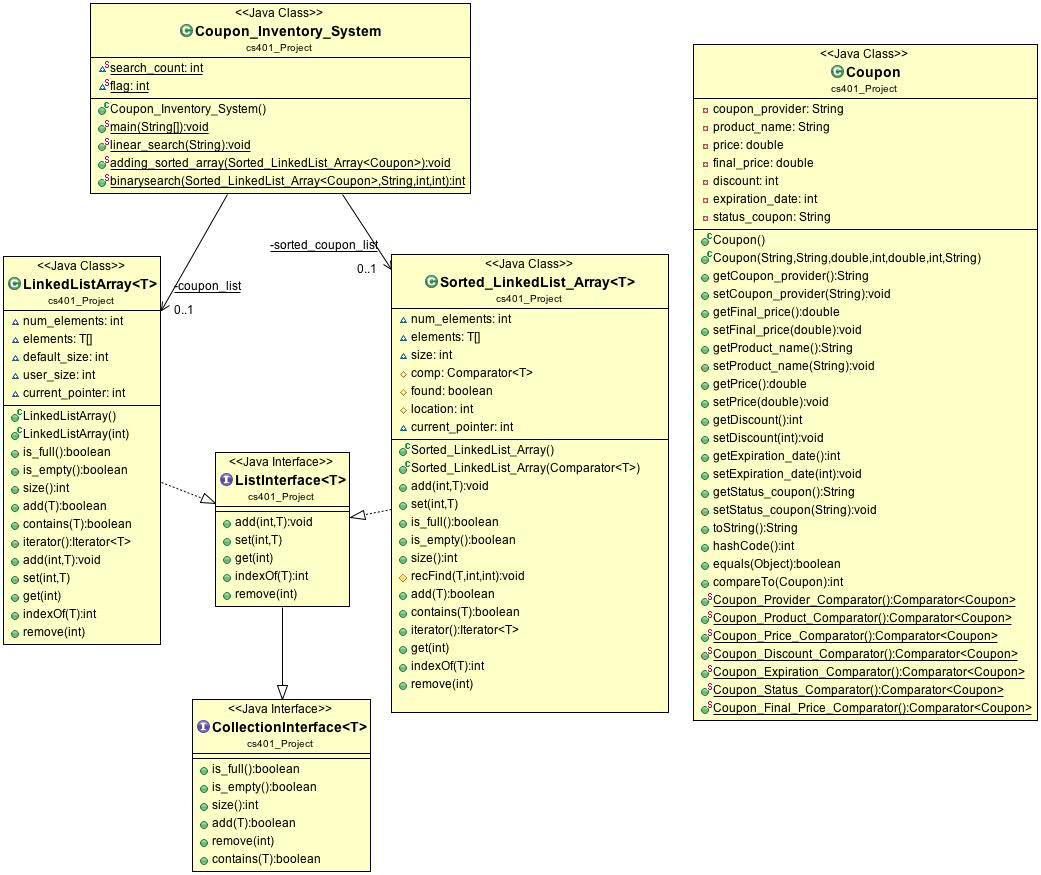 <<Java Class>>
Coupon_Inventory_System
cs401_Project
search_count: int
flag: int
Coupon_Inventory_System()
main(String[]):void
linear_search(String):void
adding_sorted_array(Sorted_LinkedList_Array<Coupon>):void
binarysearch(Sorted_LinkedList_Array<Coupon>,String,int,int):int
-coupon_list
0..1
-sorted_coupon_list
0..1
<<Java Class>>
LinkedListArray<T>
cs401_Project
num_elements: int
elements: T[]
default_size: int
user_size: int
current_pointer: int
LinkedListArray()
LinkedListArray(int)
is_full():boolean
is_empty():boolean
size():int
add(T):boolean
contains(T):boolean
iterator():Iterator<T>
add(int,T):void
set(int,T)
get(int)
indexOf(T):int
remove(int)
<<Java Interface>>
ListInterface<T>
cs401_Project
add(int,T):void
set(int,T)
get(int)
indexOf(T):int
remove(int)
<<Java Interface>>
CollectionInterface<T>
cs401_Project
is_full():boolean
is_empty():boolean
size():int
add(T):boolean
remove(int)
contains(T):boolean
<<Java Class>>
Sorted_LinkedList_Array<T>
cs401_Project
num_elements: int
elements: T[]
size: int
comp: Comparator<T>
found: boolean
location: int
current_pointer: int
Sorted_LinkedList_Array()
Sorted_LinkedList_Array(Comparator<T>)
add(int,T):void
set(int,T)
is_full():boolean
is_empty():boolean
size():int
recFind(T,int,int):void
add(T):boolean
contains(T):boolean
iterator():Iterator<T>
get(int)
indexOf(T):int
remove(int)
<<Java Class>>
Coupon
cs401_Project
coupon_provider: String
product_name: String
price: double
final_price: double
discount: int
expiration_date: int
status_coupon: String
Coupon()
Coupon(String,String,double,int,double,int,String)
getCoupon_provider():String
setCoupon_provider(String):void
getFinal_price():double
setFinal_price(double):void
getProduct_name():String
setProduct_name(String):void
getPrice():double
setPrice(double):void
getDiscount():int
setDiscount(int):void
getExpiration_date():int
setExpiration_date(int):void
getStatus_coupon():String
setStatus_coupon(String):void
toString():String
hashCode():int
equals(Object):boolean
compareTo(Coupon):int
Coupon_Provider_Comparator():Comparator<Coupon>
Coupon_Product_Comparator():Comparator<Coupon>
Coupon_Price_Comparator():Comparator<Coupon>
Coupon_Discount_Comparator():Comparator<Coupon>
Coupon_Expiration_Comparator():Comparator<Coupon>
Coupon_Status_Comparator():Comparator<Coupon>
Coupon_Final_Price_Comparator():Comparator<Coupon>